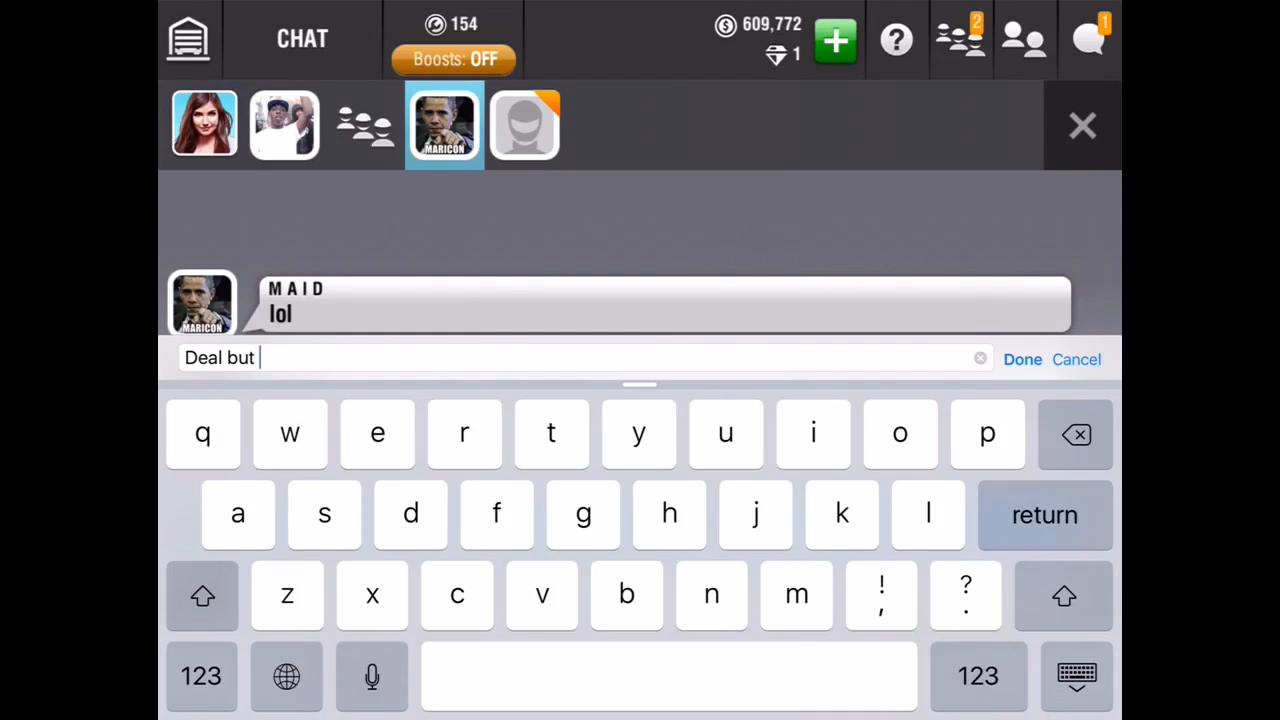 CHAT
154
Boosts: OFF
609,772
1
2
1
MARICON
M A I D
lol
MARICON
Deal but
Done
Cancel
q w e r t y u i o p
a s d f g h j k l return
z x c v b n m ! , ? .
123 123